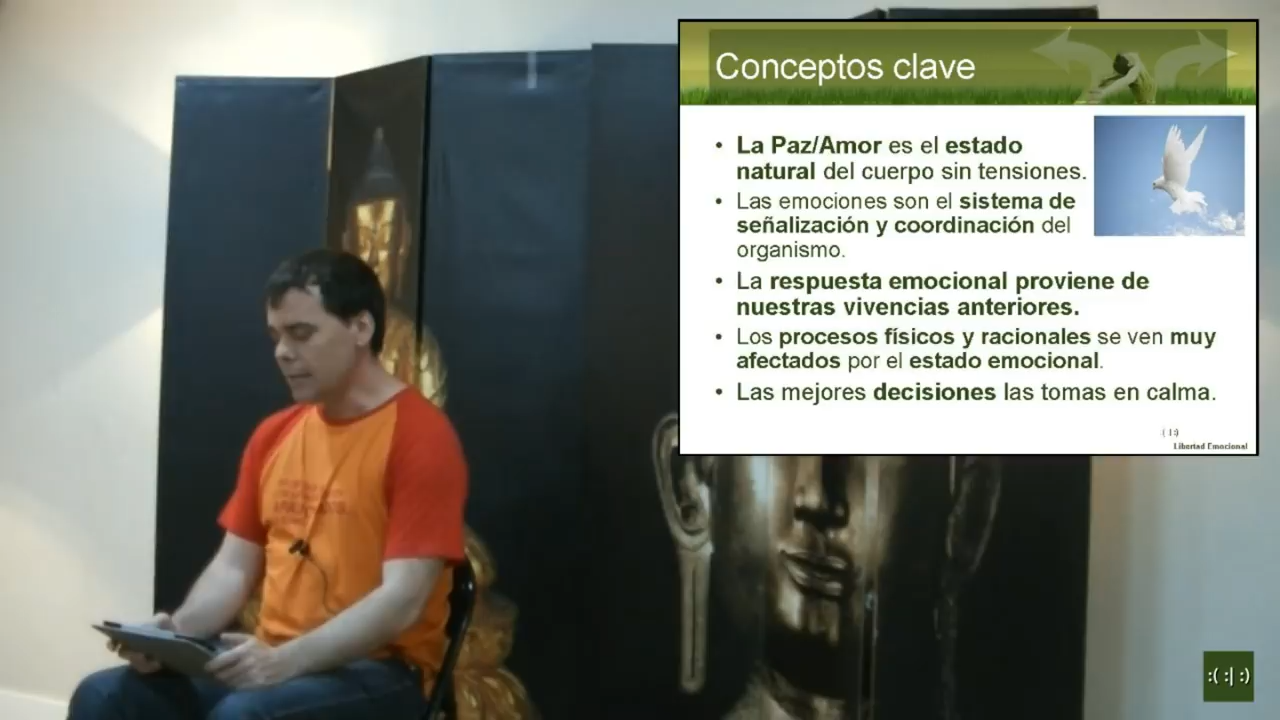 Conceptos clave
• La Paz/Amor es el estado
natural del cuerpo sin tensiones.
• Las emociones son el sistema de
señalización y coordinación del
organismo.
• La respuesta emocional proviene de
nuestras vivencias anteriores.
• Los procesos físicos y racionales se ven muy
afectados por el estado emocional.
• Las mejores decisiones las tomas en calma.
:( :| :)
Libertad Emocional
:( :| :)